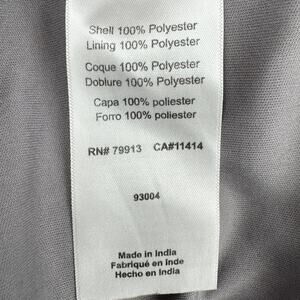 Shell 100% Polyester
Lining 100% Polyester
Coque 100% Polyester
Doblure 100% Polyester
Capa 100% poliester
Forro 100% poliester
RN# 79913 CA#11414
93004
Made in India
Fabriqué en Inde
Hecho en India